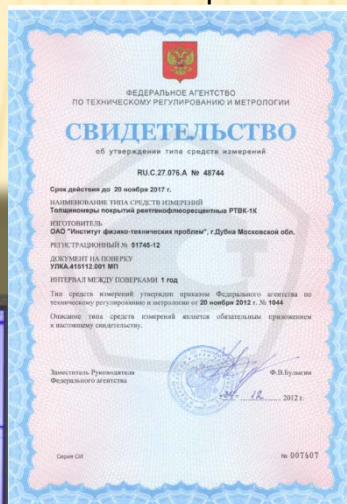 ФЕДЕРАЛЬНОЕ АГЕНТСТВО
ПО ТЕХНИЧЕСКОМУ РЕГУЛИРОВАНИЮ И МЕТРОЛОГИИ
СВИДЕТЕЛЬСТВО
об утверждении типа средств измерений
RU.C.27.076.A № 48744
Срок действия до 20 ноября 2017 г.
НАИМЕНОВАНИЕ ТИПА СРЕДСТВ ИЗМЕРЕНИЙ
Толщиномеры покрытий рентгенофлуоресцентные РТВК-1К
ИЗГОТОВИТЕЛЬ
ОАО "Институт физико-технических проблем", г.Дубна Московской обл.
РЕГИСТРАЦИОННЫЙ № 51745-12
ДОКУМЕНТ НА ПОВЕРКУ
УЛКА.415112.001 МП
ИНТЕРВАЛ МЕЖДУ ПОВЕРКАМИ 1 год
Тип средств измерений утвержден приказом Федерального агентства по
техническому регулированию и метрологии от 20 ноября 2012 г. № 1044
Описание типа средств измерений является обязательным приложением
к настоящему свидетельству.
Заместитель Руководителя
Федерального агентства
Ф.В.Булыгин
12 2012 г.
Серия СИ
№ 007607